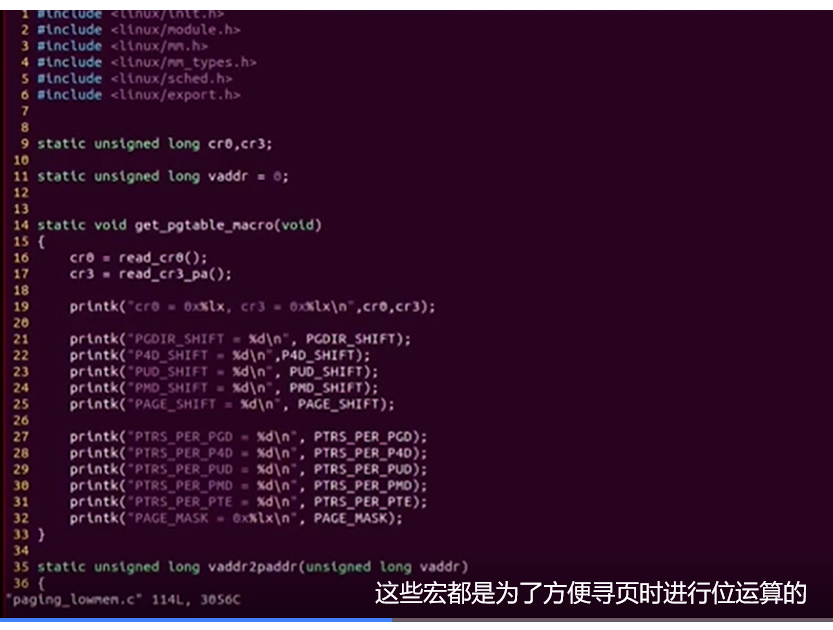 1 #include <linux/init.h>
2 #include <linux/module.h>
3 #include <linux/mm.h>
4 #include <linux/mm_types.h>
5 #include <linux/sched.h>
6 #include <linux/export.h>
7
8
9 static unsigned long cr0,cr3;
10
11 static unsigned long vaddr = 0;
12
13
14 static void get_pgtable_macro(void)
15 {
16     cr0 = read_cr0();
17     cr3 = read_cr3_pa();
18
19     printk("cr0 = 0x%lx, cr3 = 0x%lx\n",cr0,cr3);
20
21     printk("PGDIR_SHIFT = %d\n", PGDIR_SHIFT);
22     printk("P4D_SHIFT = %d\n",P4D_SHIFT);
23     printk("PUD_SHIFT = %d\n", PUD_SHIFT);
24     printk("PMD_SHIFT = %d\n", PMD_SHIFT);
25     printk("PAGE_SHIFT = %d\n", PAGE_SHIFT);
26
27     printk("PTRS_PER_PGD = %d\n", PTRS_PER_PGD);
28     printk("PTRS_PER_P4D = %d\n", PTRS_PER_P4D);
29     printk("PTRS_PER_PUD = %d\n", PTRS_PER_PUD);
30     printk("PTRS_PER_PMD = %d\n", PTRS_PER_PMD);
31     printk("PTRS_PER_PTE = %d\n", PTRS_PER_PTE);
32     printk("PAGE_MASK = 0x%lx\n", PAGE_MASK);
33 }
34
35 static unsigned long vaddr2paddr(unsigned long vaddr)
36 {
"paging_lowmem.c" 114L, 3056C
这些宏都是为了方便寻页时进行位运算的